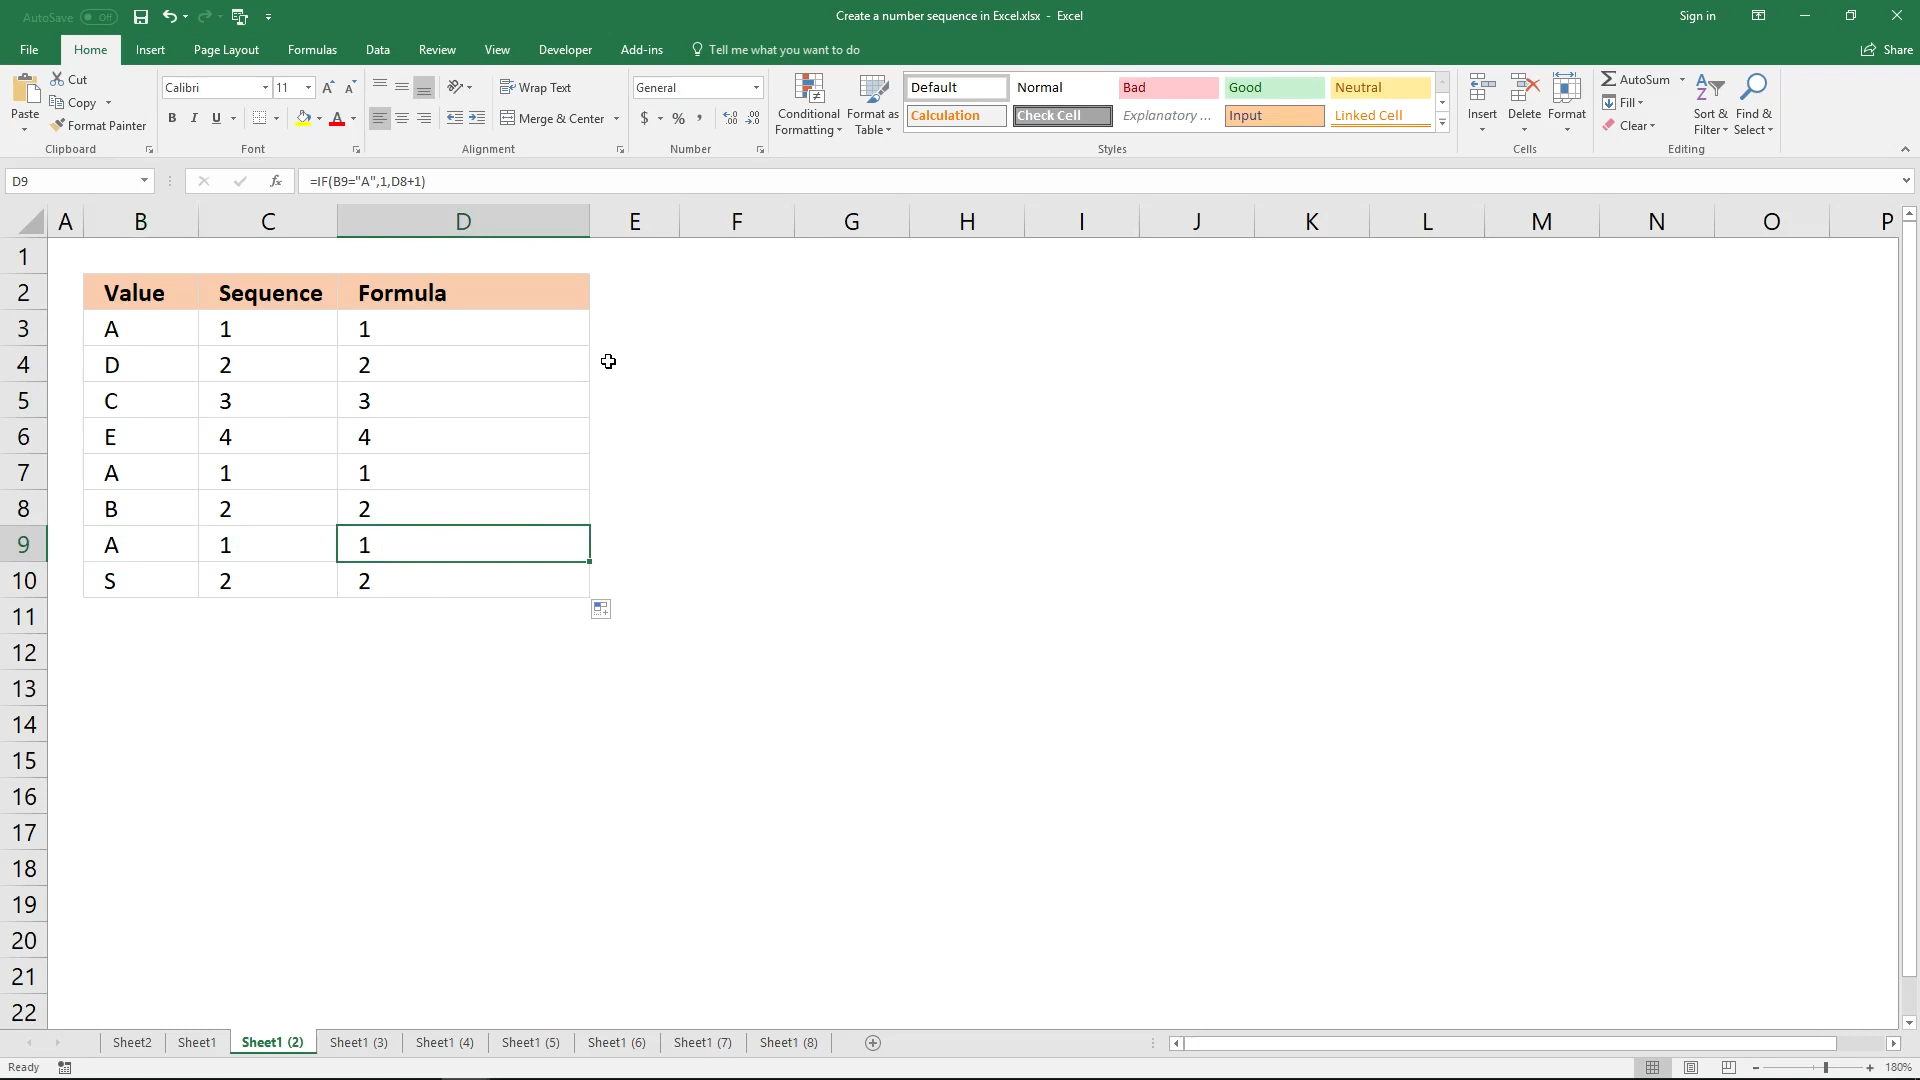 AutoSave Off
Create a number sequence in Excel.xlsx - Excel
Sign in
File Home Insert Page Layout Formulas Data Review View Developer Add-ins Tell me what you want to do Share
Paste
Cut
Copy
Format Painter
Clipboard
Calibri 11
B I U A
Font
Wrap Text
Merge & Center
Alignment
General
$ % ,
Number
Conditional Formatting
Format as Table
Default Normal Bad Good Neutral
Calculation Check Cell Explanatory ... Input Linked Cell
Styles
Insert Delete Format
Cells
AutoSum
Fill
Clear
Sort & Filter
Find & Select
Editing
D9 fx =IF(B9="A",1,D8+1)
A B C D E F G H I J K L M N O P
1
2 Value Sequence Formula
3 A 1 1
4 D 2 2
5 C 3 3
6 E 4 4
7 A 1 1
8 B 2 2
9 A 1 1
10 S 2 2
11
12
13
14
15
16
17
18
19
20
21
22
Sheet2 Sheet1 Sheet1 (2) Sheet1 (3) Sheet1 (4) Sheet1 (5) Sheet1 (6) Sheet1 (7) Sheet1 (8)
Ready 180%